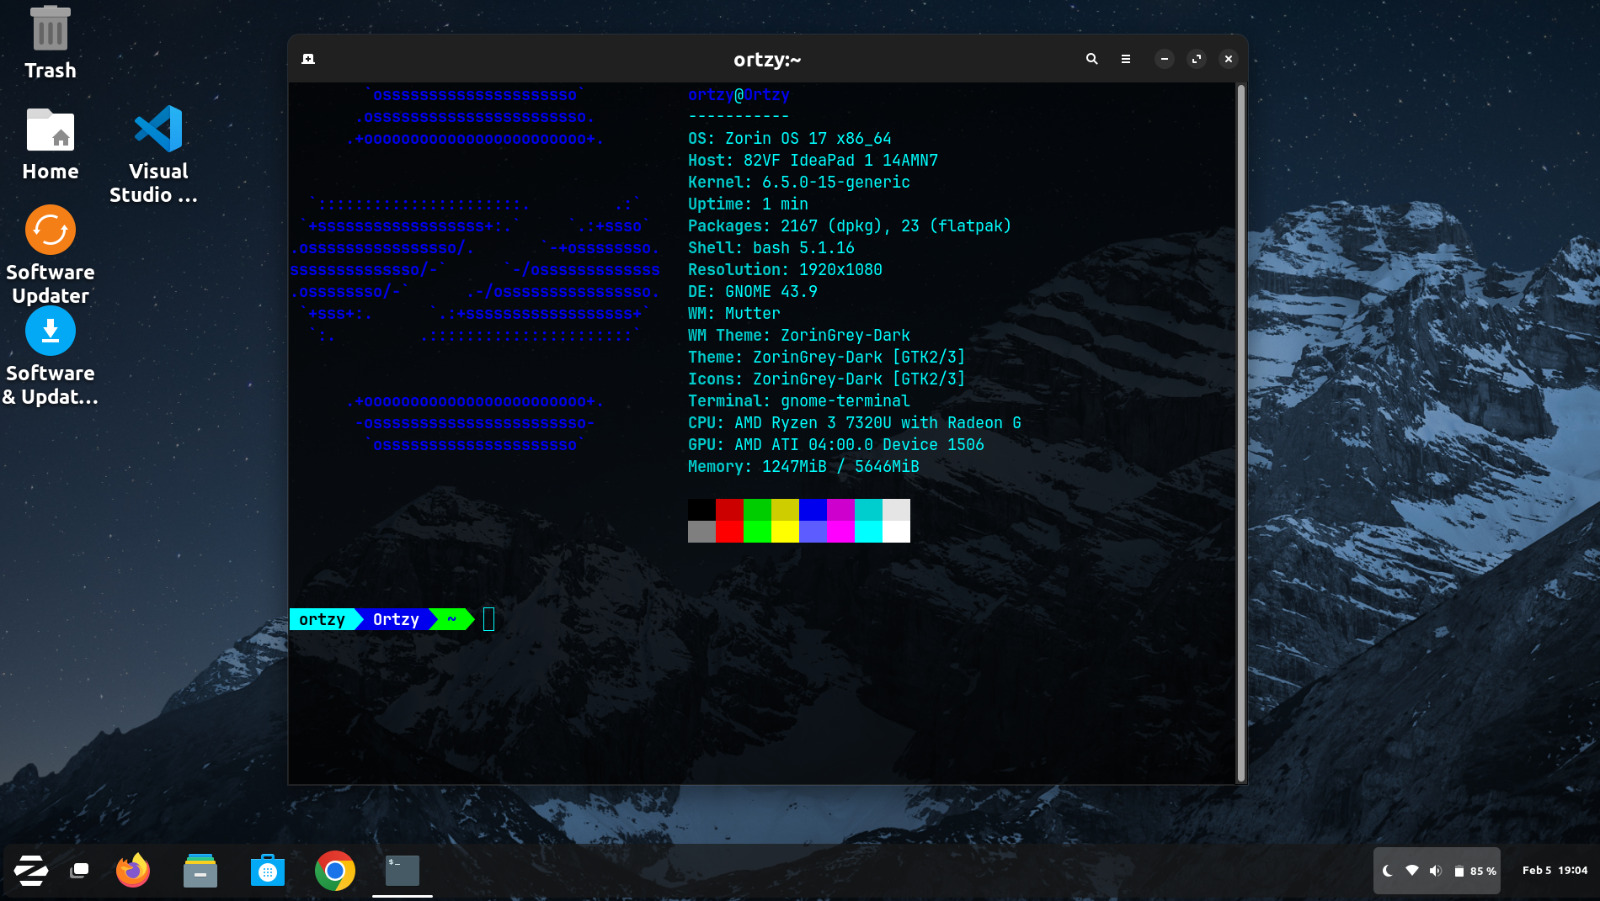 Trash
Home
Visual
Studio ...
Software
Updater
Software
& Updat...
ortzy:~
`osssssssssssssssssssso`
.osssssssssssssssssssssso.
.+oooooooooooooooooooooooo+.
`::::::::::::::::::::::. .:`
`+ssssssssssssssssss+:.` `.:+ssso`
.ossssssssssssssso/. `-+ossssssso.
ssssssssssssso/-` `-/osssssssssssss
.ossssssso/-` .-/ossssssssssssssso.
`+sss+:. `.:+ssssssssssssssssss+`
`:. .::::::::::::::::::::::`
.+oooooooooooooooooooooooo+.
-osssssssssssssssssssssso-
`osssssssssssssssssssso`
ortzy@Ortzy
-----------
OS: Zorin OS 17 x86_64
Host: 82VF IdeaPad 1 14AMN7
Kernel: 6.5.0-15-generic
Uptime: 1 min
Packages: 2167 (dpkg), 23 (flatpak)
Shell: bash 5.1.16
Resolution: 1920x1080
DE: GNOME 43.9
WM: Mutter
WM Theme: ZorinGrey-Dark
Theme: ZorinGrey-Dark [GTK2/3]
Icons: ZorinGrey-Dark [GTK2/3]
Terminal: gnome-terminal
CPU: AMD Ryzen 3 7320U with Radeon G
GPU: AMD ATI 04:00.0 Device 1506
Memory: 1247MiB / 5646MiB
ortzy Ortzy ~
$_
85 %
Feb 5 19:04